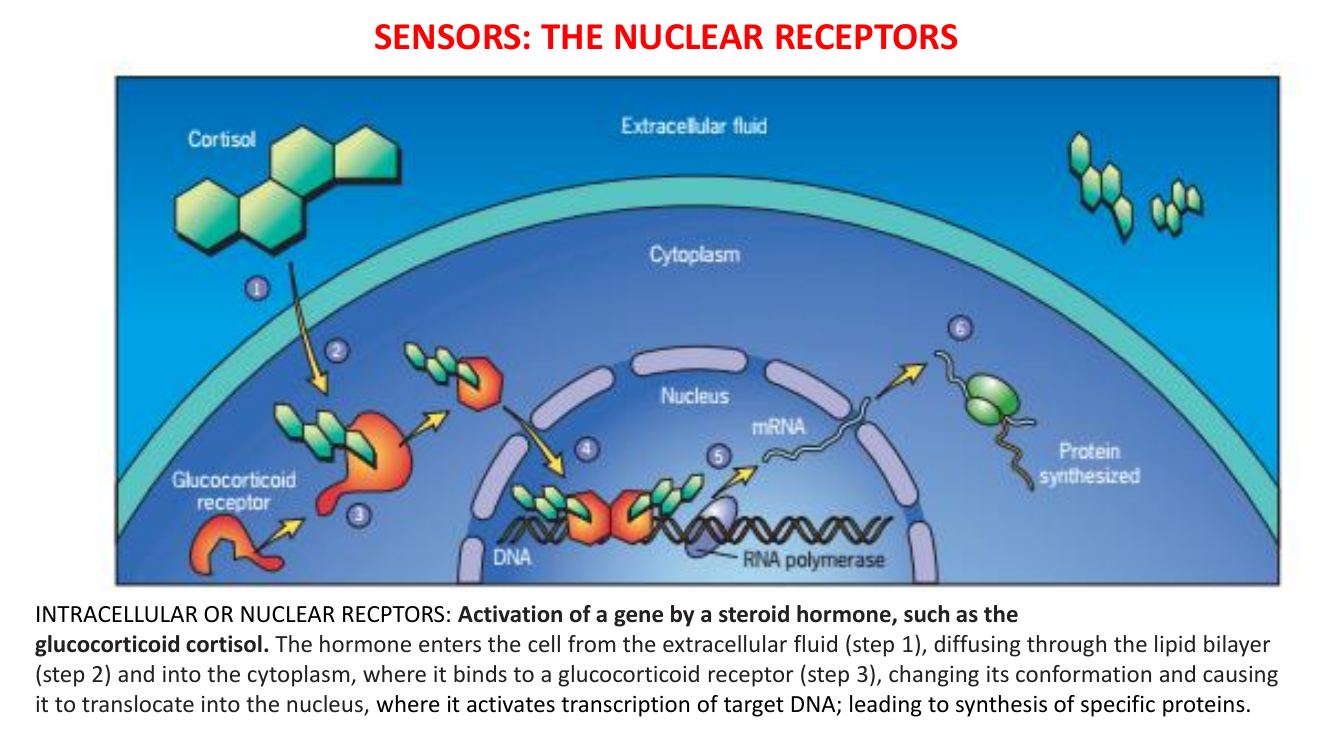 SENSORS: THE NUCLEAR RECEPTORS
Cortisol
Extracellular fluid
Cytoplasm
1
2
6
Nucleus
mRNA
4
5
Glucocorticoid
receptor
3
Protein
synthesized
DNA
RNA polymerase
INTRACELLULAR OR NUCLEAR RECPTORS: Activation of a gene by a steroid hormone, such as the
glucocorticoid cortisol. The hormone enters the cell from the extracellular fluid (step 1), diffusing through the lipid bilayer
(step 2) and into the cytoplasm, where it binds to a glucocorticoid receptor (step 3), changing its conformation and causing
it to translocate into the nucleus, where it activates transcription of target DNA; leading to synthesis of specific proteins.